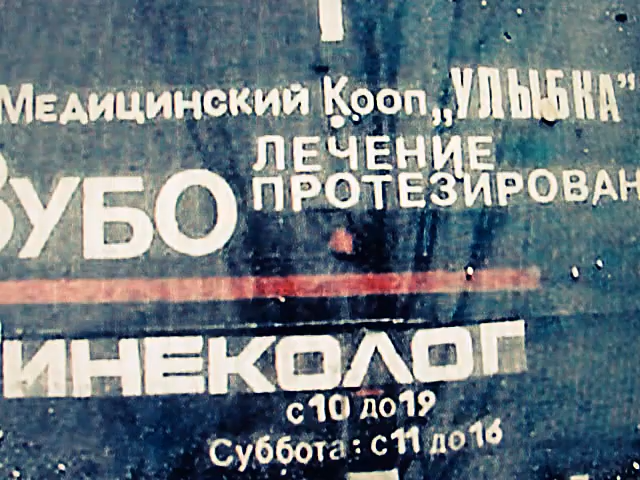 Медицинский Кооп „УЛЫБКА”
ЗУБО ЛЕЧЕНИЕ
ПРОТЕЗИРОВАН
ИНЕКОЛОГ
с 10 до 19
Суббота: с 11 до 16